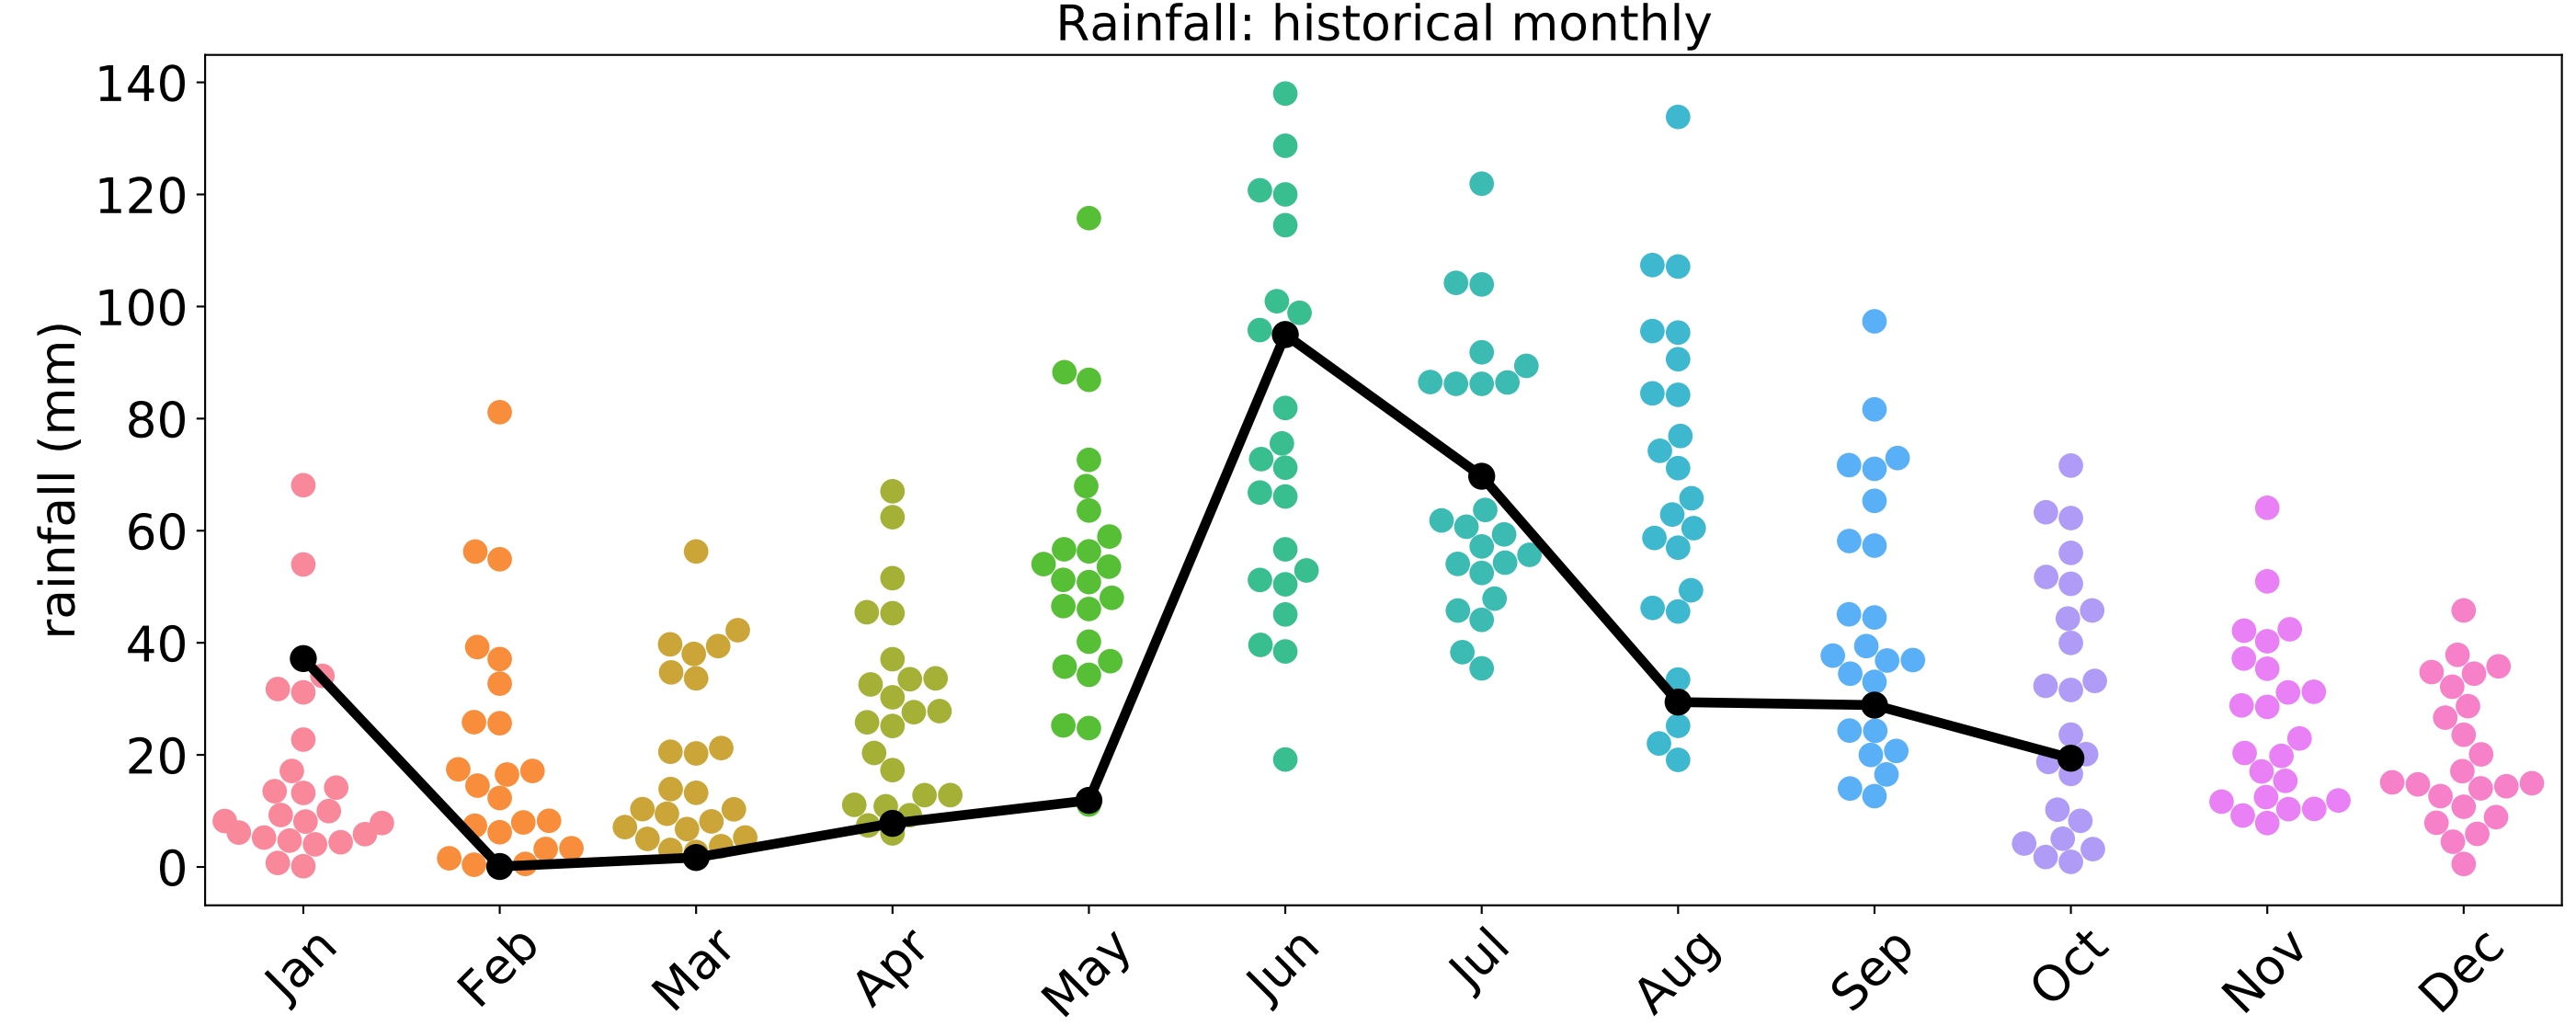 Rainfall: historical monthly
140
120
100
80
60
40
20
0
rainfall (mm)
Jan
Feb
Mar
Apr
May
Jun
Jul
Aug
Sep
Oct
Nov
Dec